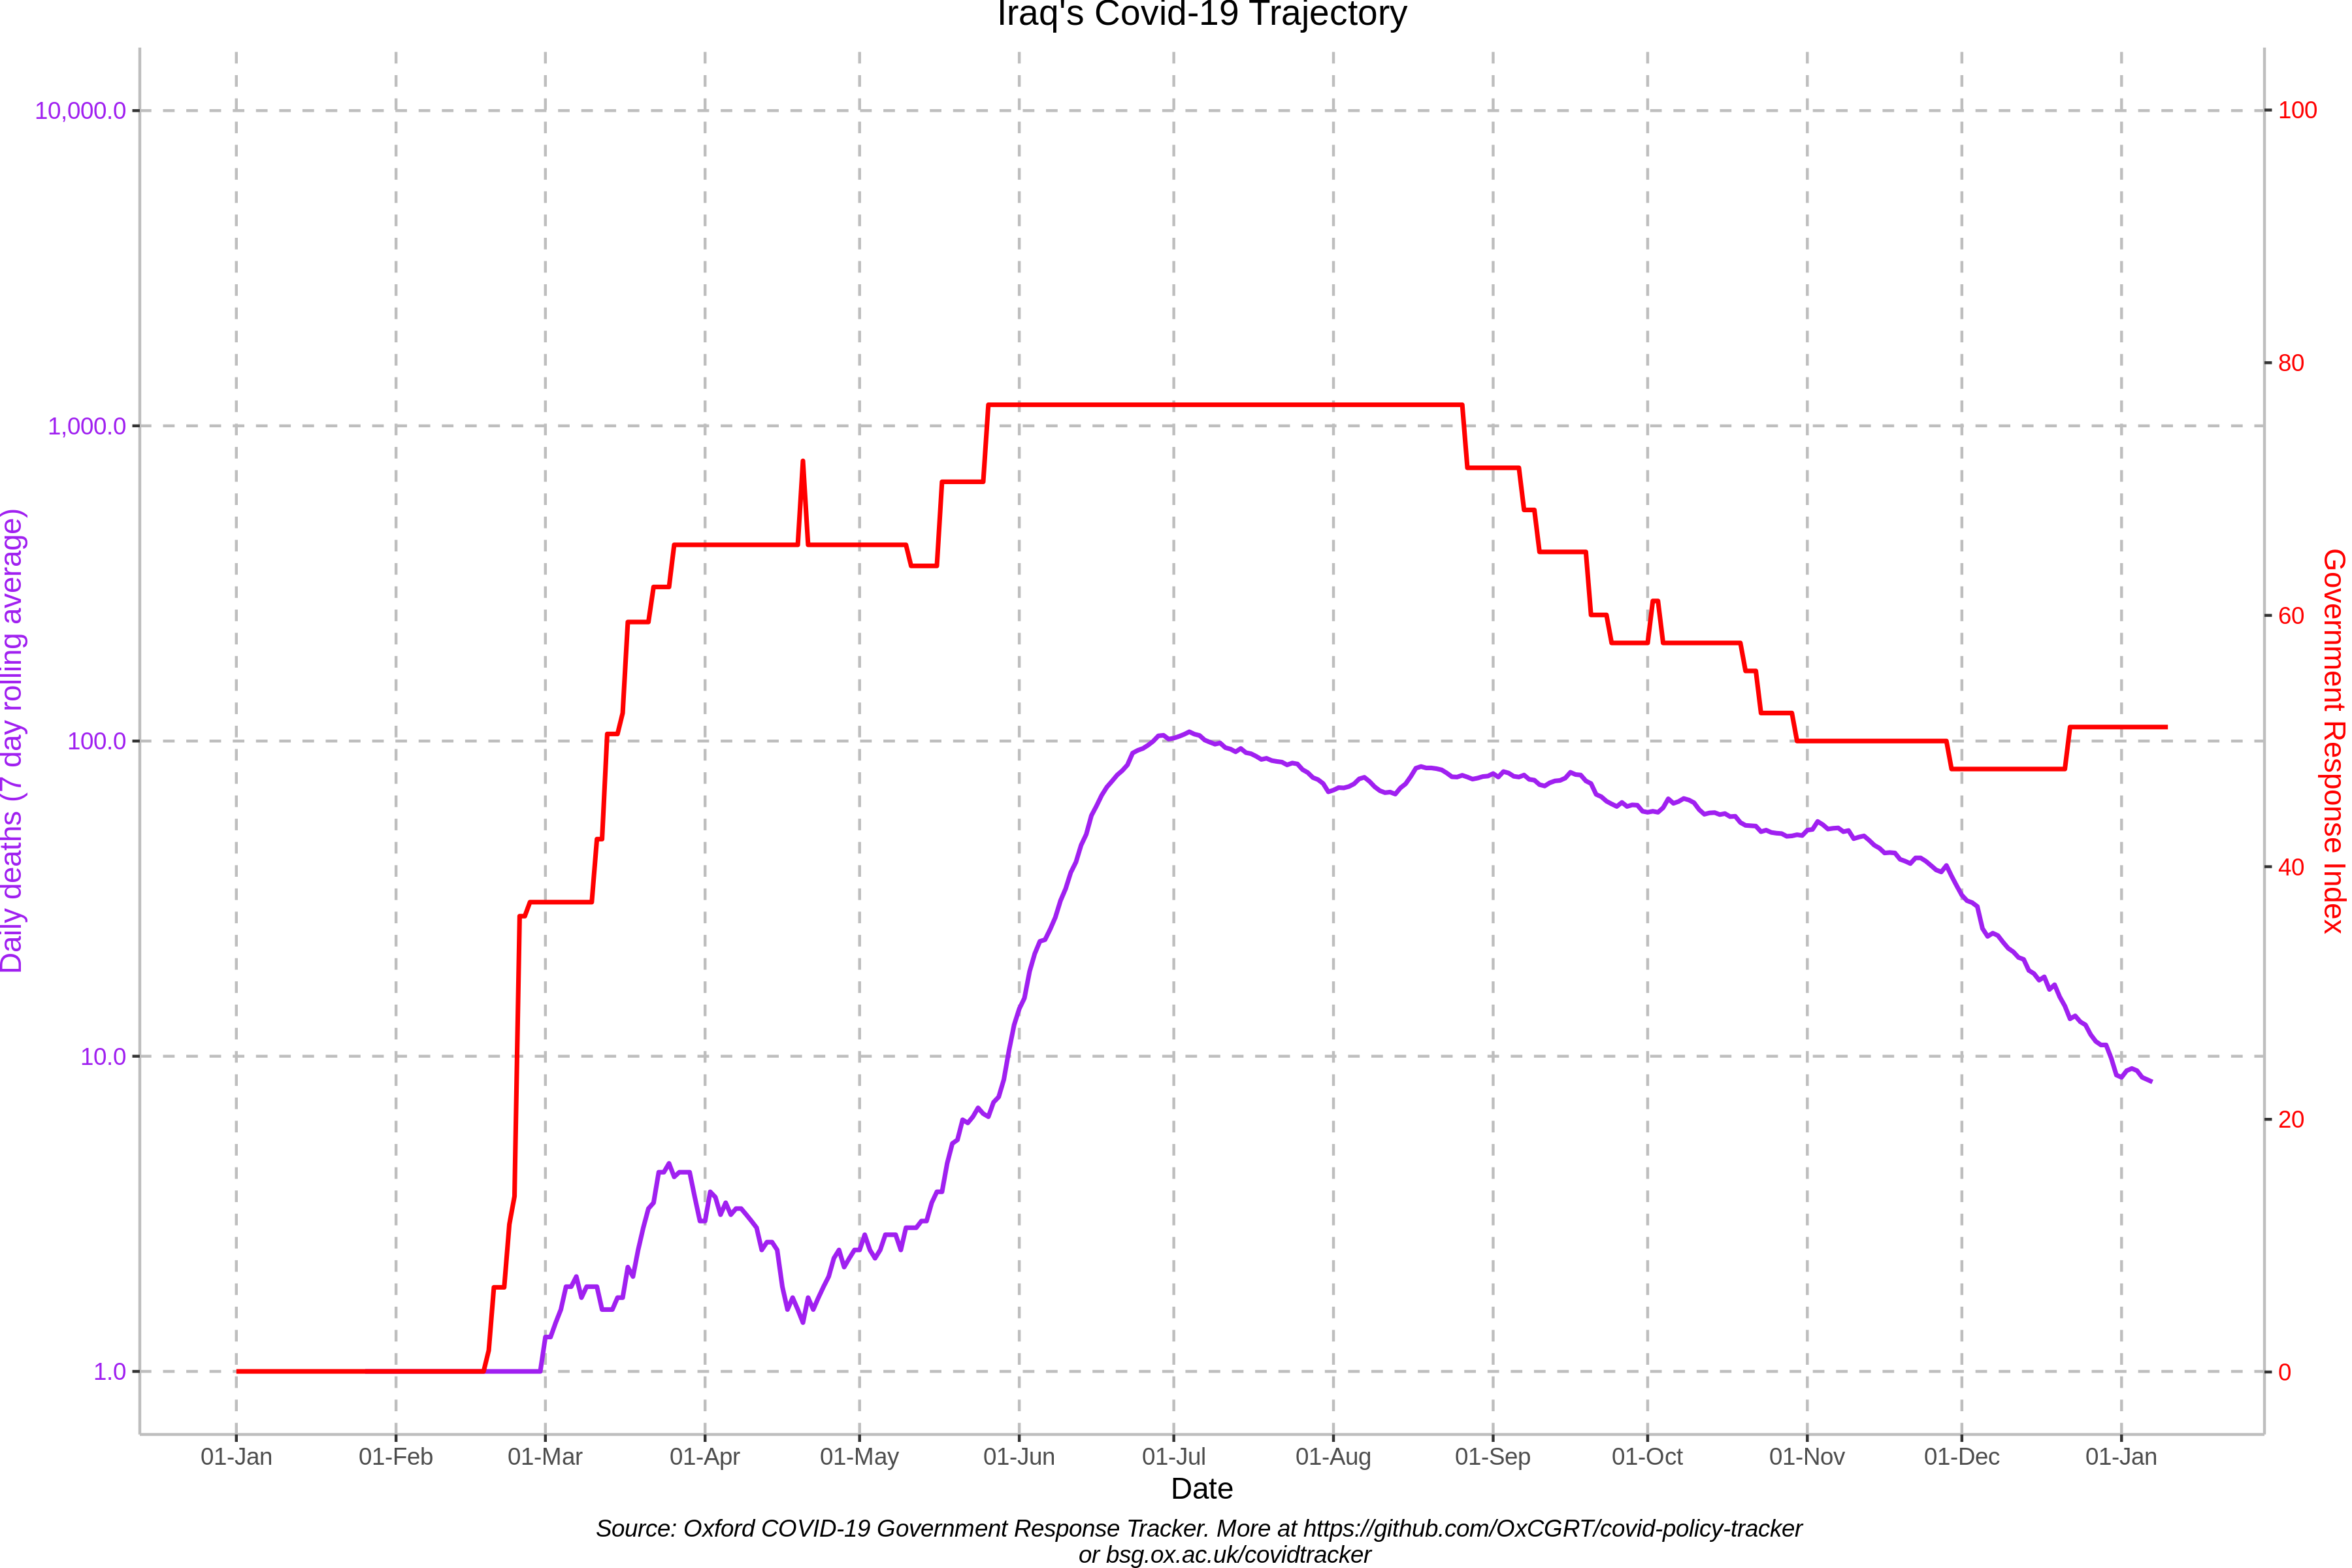 Iraq's Covid-19 Trajectory
10,000.0
1,000.0
100.0
10.0
1.0
Daily deaths (7 day rolling average)
100
80
60
40
20
0
Government Response Index
01-Jan 01-Feb 01-Mar 01-Apr 01-May 01-Jun 01-Jul 01-Aug 01-Sep 01-Oct 01-Nov 01-Dec 01-Jan
Date
Source: Oxford COVID-19 Government Response Tracker. More at https://github.com/OxCGRT/covid-policy-tracker
or bsg.ox.ac.uk/covidtracker